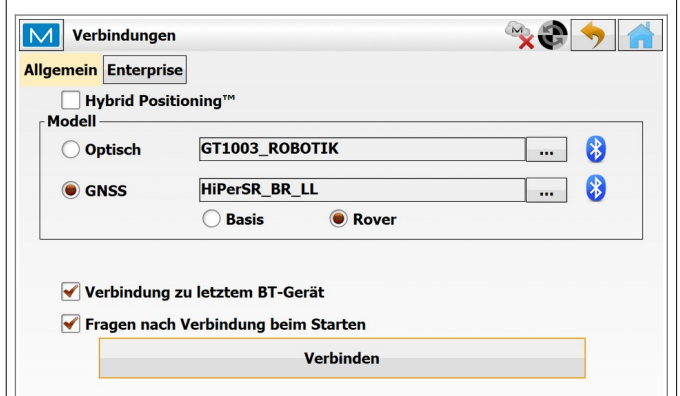 Verbindungen
Allgemein Enterprise
Hybrid Positioning™
Modell
Optisch GT1003_ROBOTIK ...
GNSS HiPerSR_BR_LL ...
Basis Rover
Verbindung zu letztem BT-Gerät
Fragen nach Verbindung beim Starten
Verbinden